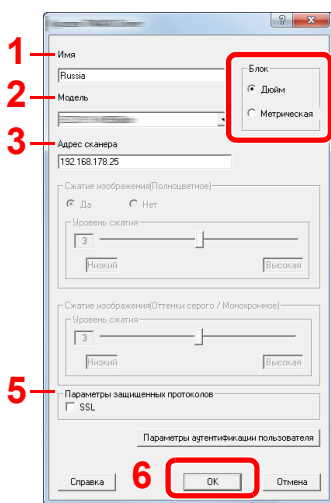 1
Имя
Russia
Блок
Дюйм
Метрическая
2
Модель
3
Адрес сканера
192.168.178.25
Сжатие изображения(Полноцветное)
Да
Нет
Уровень сжатия
3
Низкий
Высокая
Сжатие изображения(Оттенки серого / Монохромное)
Уровень сжатия
3
Низкий
Высокая
5
Параметры защищенных протоколов
SSL
Параметры аутентификации пользователя
Справка
6
OK
Отмена